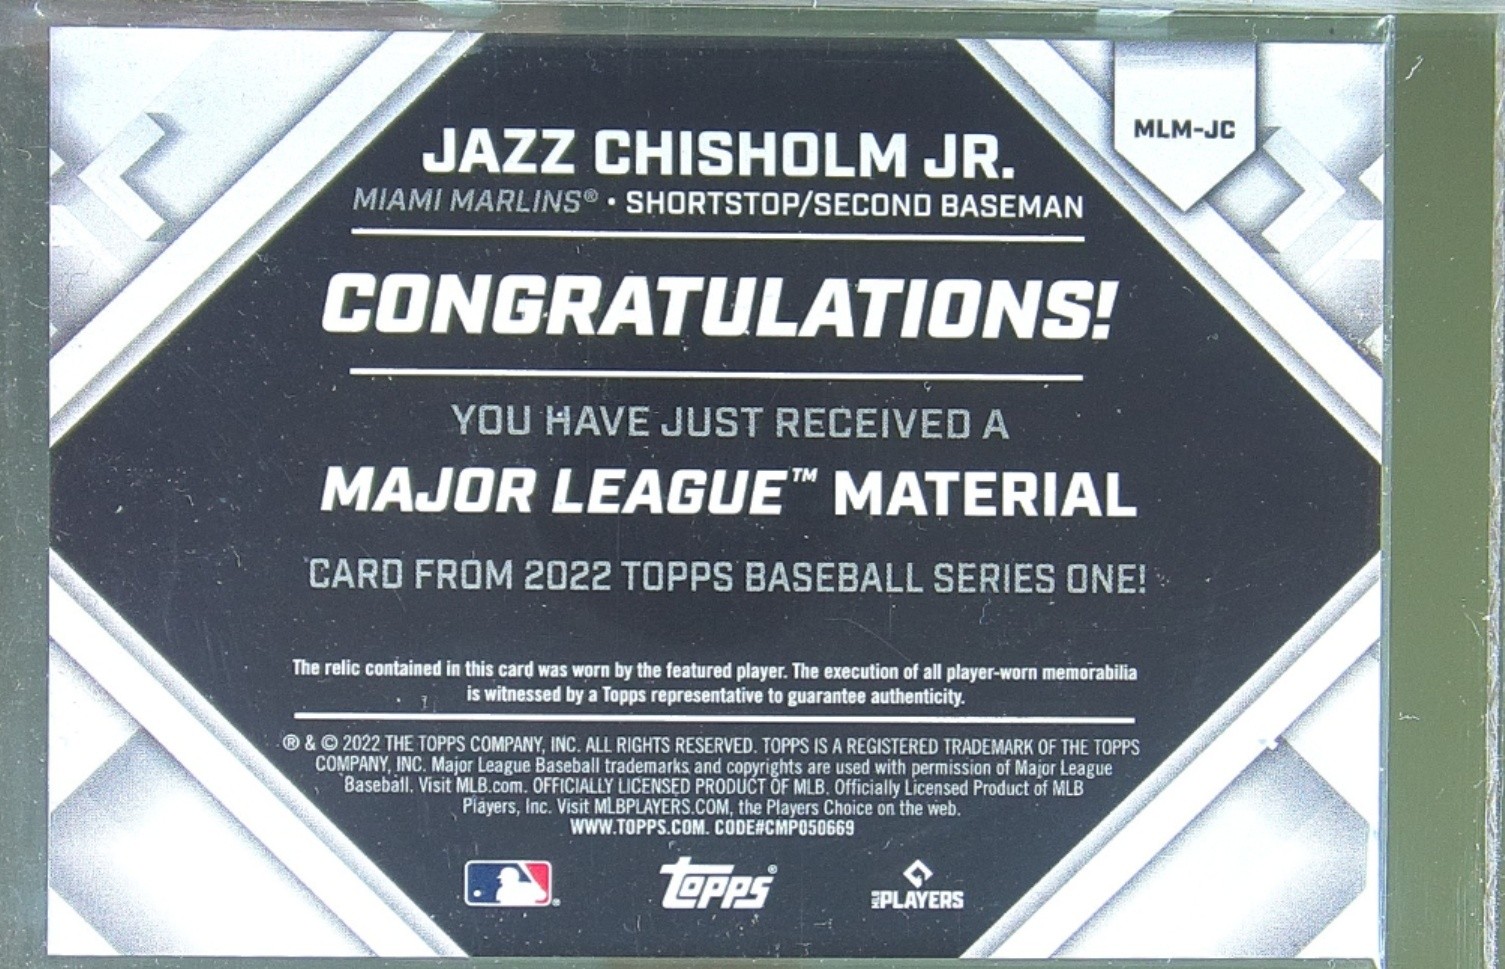 MLM-JC
JAZZ CHISHOLM JR.
MIAMI MARLINS® • SHORTSTOP/SECOND BASEMAN
CONGRATULATIONS!
YOU HAVE JUST RECEIVED A
MAJOR LEAGUE™ MATERIAL
CARD FROM 2022 TOPPS BASEBALL SERIES ONE!
The relic contained in this card was worn by the featured player. The execution of all player-worn memorabilia
is witnessed by a Topps representative to guarantee authenticity.
® & © 2022 THE TOPPS COMPANY, INC. ALL RIGHTS RESERVED. TOPPS IS A REGISTERED TRADEMARK OF THE TOPPS
COMPANY, INC. Major League Baseball trademarks and copyrights are used with permission of Major League
Baseball. Visit MLB.com. OFFICIALLY LICENSED PRODUCT OF MLB. Officially Licensed Product of MLB
Players, Inc. Visit MLBPLAYERS.COM, the Players Choice on the web.
WWW.TOPPS.COM. CODE#CMP050669
Topps® MLB PLAYERS